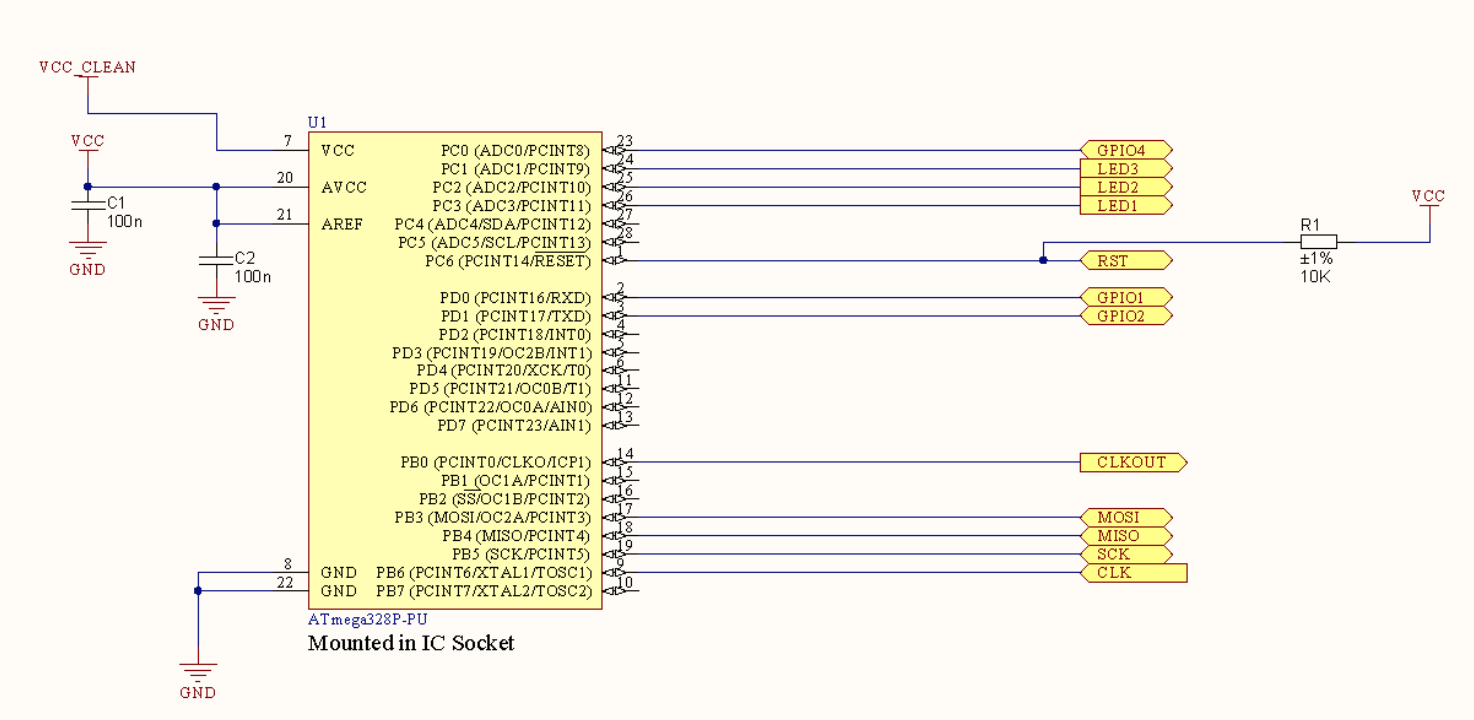 VCC_CLEAN
VCC
C1
100n
GND
C2
100n
GND
U1
7 VCC
20 AVCC
21 AREF
8 GND
22 GND
GND
PC0 (ADC0/PCINT8) 23 GPIO4
PC1 (ADC1/PCINT9) 24 LED3
PC2 (ADC2/PCINT10) 25 LED2
PC3 (ADC3/PCINT11) 26 LED1
PC4 (ADC4/SDA/PCINT12) 27
PC5 (ADC5/SCL/PCINT13) 28
PC6 (PCINT14/RESET) 1 RST
VCC
R1
±1%
10K
PD0 (PCINT16/RXD) 2 GPIO1
PD1 (PCINT17/TXD) 3 GPIO2
PD2 (PCINT18/INT0) 4
PD3 (PCINT19/OC2B/INT1) 5
PD4 (PCINT20/XCK/T0) 6
PD5 (PCINT21/OC0B/T1) 11
PD6 (PCINT22/OC0A/AIN0) 12
PD7 (PCINT23/AIN1) 13
PB0 (PCINT0/CLKO/ICP1) 14 CLKOUT
PB1 (OC1A/PCINT1) 15
PB2 (SS/OC1B/PCINT2) 16
PB3 (MOSI/OC2A/PCINT3) 17 MOSI
PB4 (MISO/PCINT4) 18 MISO
PB5 (SCK/PCINT5) 19 SCK
PB6 (PCINT6/XTAL1/TOSC1) 9 CLK
PB7 (PCINT7/XTAL2/TOSC2) 10
ATmega328P-PU
Mounted in IC Socket